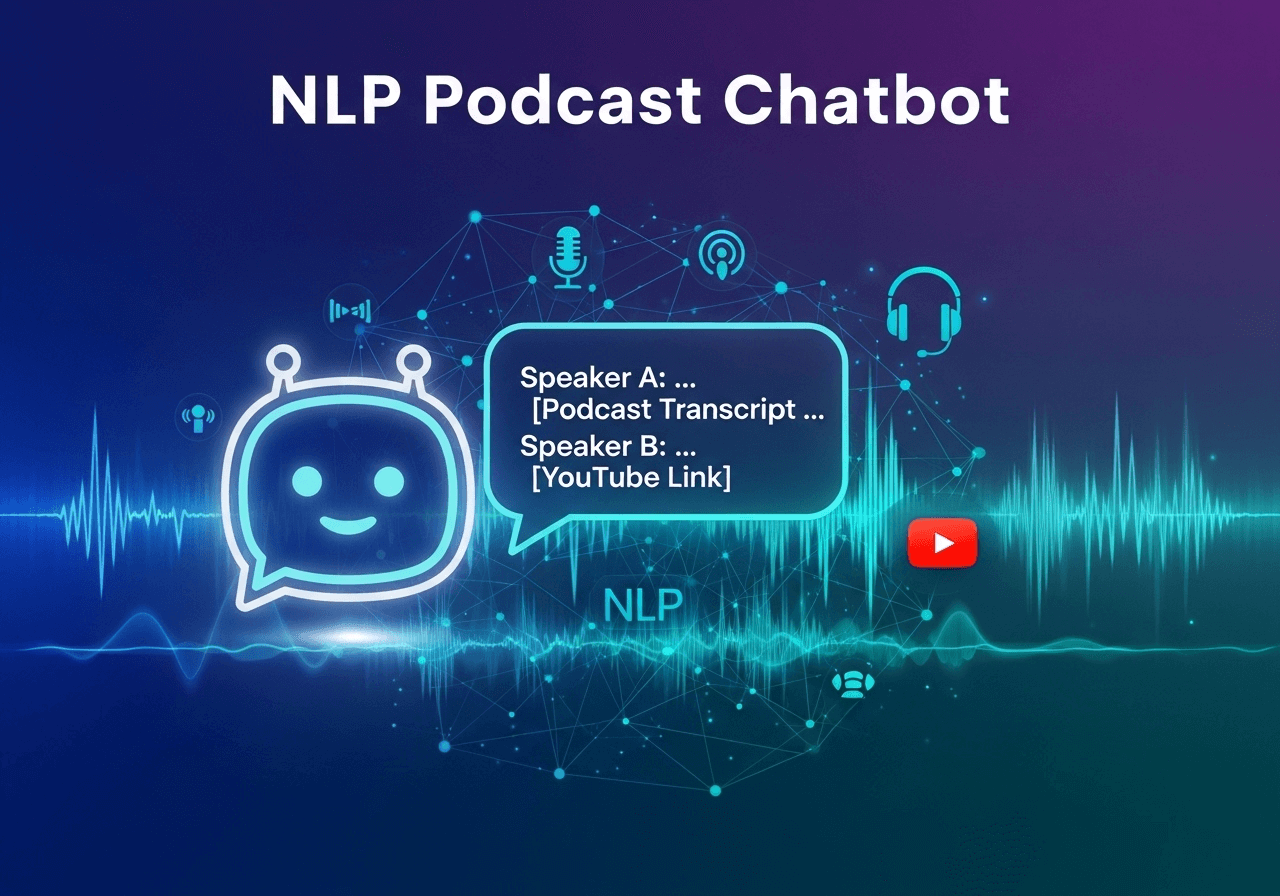 NLP Podcast Chatbot
Speaker A: ...
[Podcast Transcript ...
Speaker B: ...
[YouTube Link]
NLP